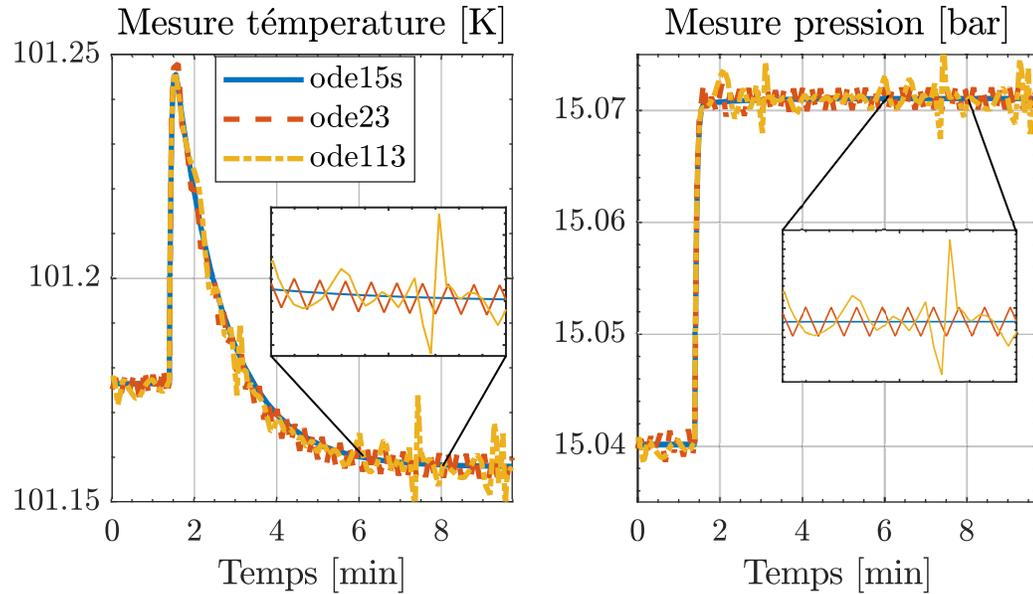 Mesure témperature [K]
101.25
101.2
101.15
0 2 4 6 8
Temps [min]
ode15s
ode23
ode113
Mesure pression [bar]
15.07
15.06
15.05
15.04
0 2 4 6 8
Temps [min]